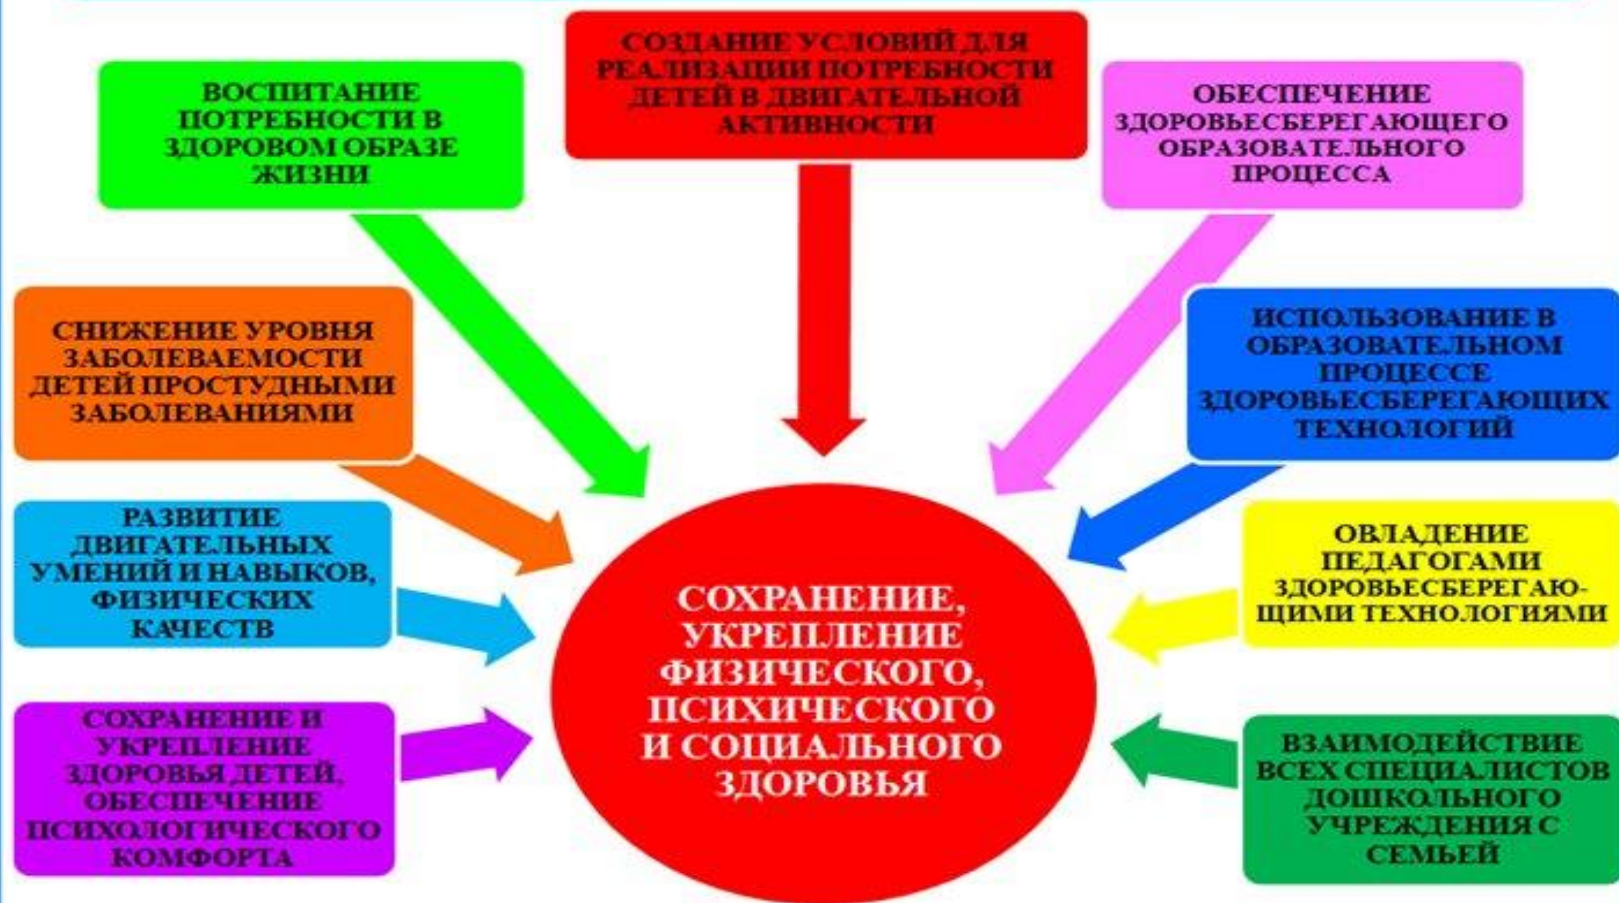 СОЗДАНИЕ УСЛОВИЙ ДЛЯ
РЕАЛИЗАЦИИ ПОТРЕБНОСТИ
ДЕТЕЙ В ДВИГАТЕЛЬНОЙ
АКТИВНОСТИ
ВОСПИТАНИЕ
ПОТРЕБНОСТИ В
ЗДОРОВОМ ОБРАЗЕ
ЖИЗНИ
ОБЕСПЕЧЕНИЕ
ЗДОРОВЬЕСБЕРЕГАЮЩЕГО
ОБРАЗОВАТЕЛЬНОГО
ПРОЦЕССА
СНИЖЕНИЕ УРОВНЯ
ЗАБОЛЕВАЕМОСТИ
ДЕТЕЙ ПРОСТУДНЫМИ
ЗАБОЛЕВАНИЯМИ
ИСПОЛЬЗОВАНИЕ В
ОБРАЗОВАТЕЛЬНОМ
ПРОЦЕССЕ
ЗДОРОВЬЕСБЕРЕГАЮЩИХ
ТЕХНОЛОГИЙ
РАЗВИТИЕ
ДВИГАТЕЛЬНЫХ
УМЕНИЙ И НАВЫКОВ,
ФИЗИЧЕСКИХ
КАЧЕСТВ
ОВЛАДЕНИЕ
ПЕДАГОГАМИ
ЗДОРОВЬЕСБЕРЕГАЮ-
ЩИМИ ТЕХНОЛОГИЯМИ
СОХРАНЕНИЕ,
УКРЕПЛЕНИЕ
ФИЗИЧЕСКОГО,
ПСИХИЧЕСКОГО
И СОЦИАЛЬНОГО
ЗДОРОВЬЯ
СОХРАНЕНИЕ И
УКРЕПЛЕНИЕ
ЗДОРОВЬЯ ДЕТЕЙ,
ОБЕСПЕЧЕНИЕ
ПСИХОЛОГИЧЕСКОГО
КОМФОРТА
ВЗАИМОДЕЙСТВИЕ
ВСЕХ СПЕЦИАЛИСТОВ
ДОШКОЛЬНОГО
УЧРЕЖДЕНИЯ С
СЕМЬЕЙ